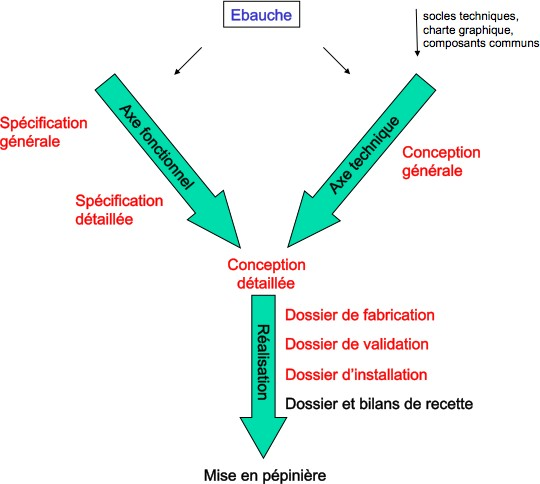 Ebauche
socles techniques,
charte graphique,
composants communs
Axe fonctionnel
Axe technique
Spécification
générale
Conception
générale
Spécification
détaillée
Conception
détaillée
Réalisation
Dossier de fabrication
Dossier de validation
Dossier d'installation
Dossier et bilans de recette
Mise en pépinière